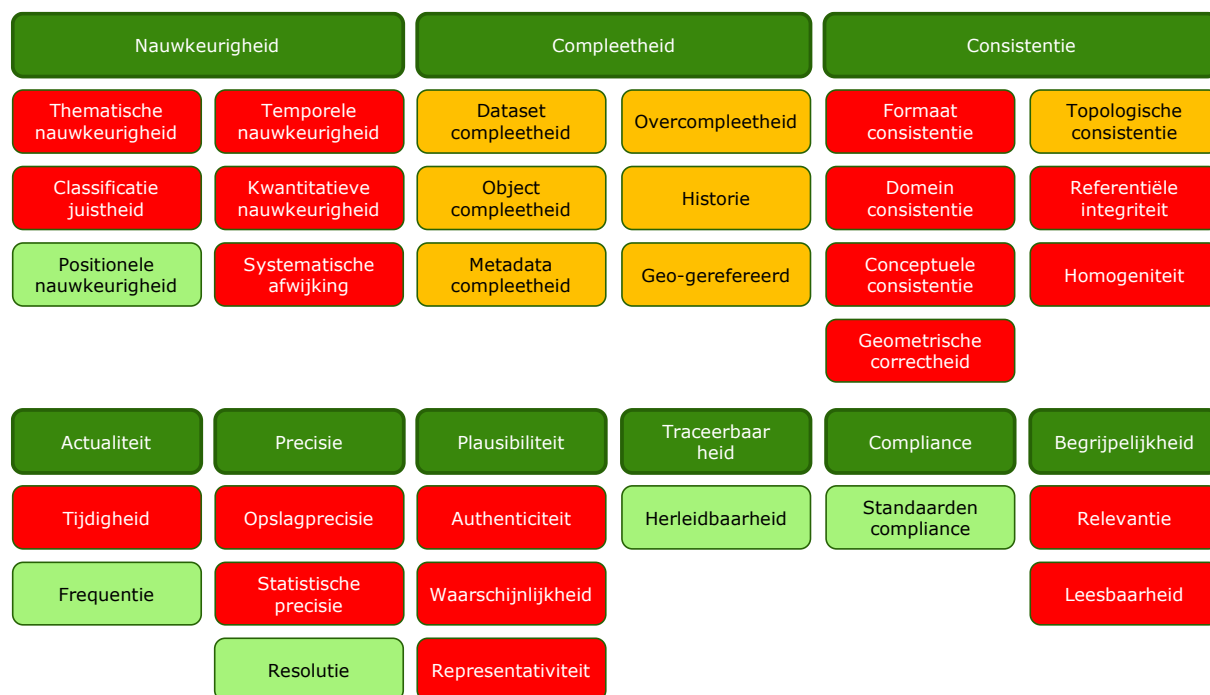 Nauwkeurigheid
Compleetheid
Consistentie
Thematische
nauwkeurigheid
Temporele
nauwkeurigheid
Dataset
compleetheid
Overcompleetheid
Formaat
consistentie
Topologische
consistentie
Classificatie
juistheid
Kwantitatieve
nauwkeurigheid
Object
compleetheid
Historie
Domein
consistentie
Referentiële
integriteit
Positionele
nauwkeurigheid
Systematische
afwijking
Metadata
compleetheid
Geo-gerefereerd
Conceptuele
consistentie
Homogeniteit
Geometrische
correctheid
Actualiteit
Precisie
Plausibiliteit
Traceerbaar
heid
Compliance
Begrijpelijkheid
Tijdigheid
Opslagprecisie
Authenticiteit
Herleidbaarheid
Standaarden
compliance
Relevantie
Frequentie
Statistische
precisie
Waarschijnlijkheid
Leesbaarheid
Resolutie
Representativiteit